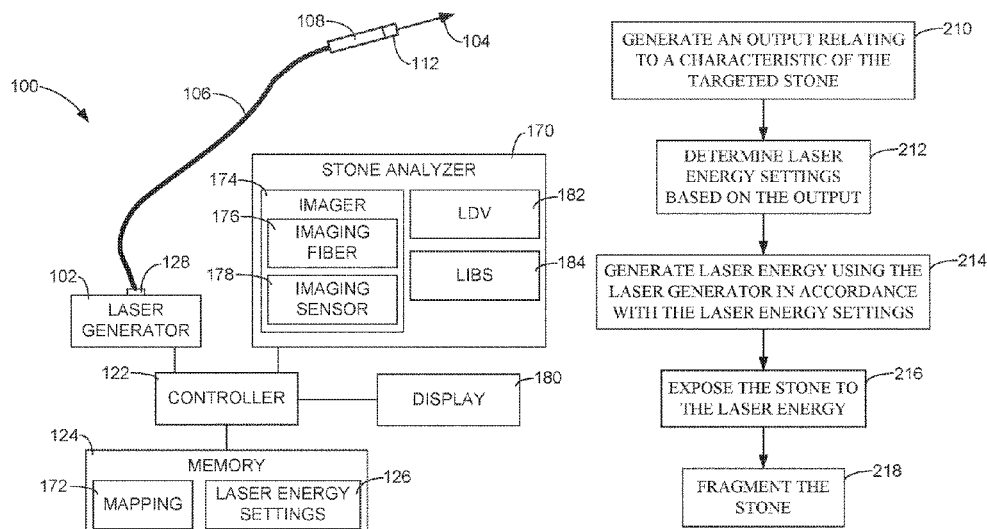 100
106
108
112
104
170
STONE ANALYZER
174
IMAGER
176
IMAGING
FIBER
178
IMAGING
SENSOR
182
LDV
184
LIBS
102
128
LASER
GENERATOR
122
CONTROLLER
180
DISPLAY
124
MEMORY
172
MAPPING
126
LASER ENERGY
SETTINGS
210
GENERATE AN OUTPUT RELATING
TO A CHARACTERISTIC OF THE
TARGETED STONE
212
DETERMINE LASER
ENERGY SETTINGS
BASED ON THE OUTPUT
214
GENERATE LASER ENERGY USING THE
LASER GENERATOR IN ACCORDANCE
WITH THE LASER ENERGY SETTINGS
216
EXPOSE THE STONE TO
THE LASER ENERGY
218
FRAGMENT THE
STONE